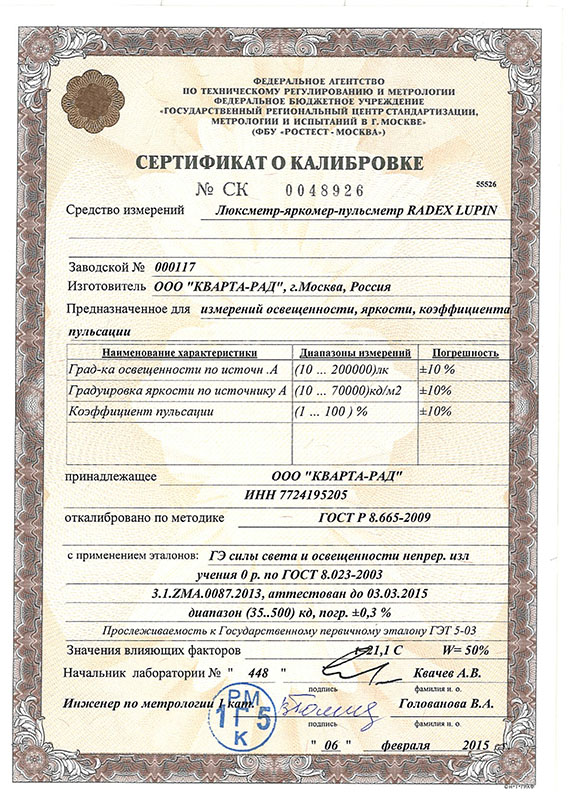 ФЕДЕРАЛЬНОЕ АГЕНТСТВО
ПО ТЕХНИЧЕСКОМУ РЕГУЛИРОВАНИЮ И МЕТРОЛОГИИ
ФЕДЕРАЛЬНОЕ БЮДЖЕТНОЕ УЧРЕЖДЕНИЕ
«ГОСУДАРСТВЕННЫЙ РЕГИОНАЛЬНЫЙ ЦЕНТР СТАНДАРТИЗАЦИИ,
МЕТРОЛОГИИ И ИСПЫТАНИЙ В Г. МОСКВЕ»
(ФБУ «РОСТЕСТ - МОСКВА»)
СЕРТИФИКАТ О КАЛИБРОВКЕ
№ СК 0048926
55526
Средство измерений Люксметр-яркомер-пульсметр RADEX LUPIN
Заводской № 000117
Изготовитель ООО "КВАРТА-РАД", г.Москва, Россия
Предназначенное для измерений освещенности, яркости, коэффициента
пульсации
Наименование характеристики Диапазоны измерений Погрешность
Град-ка освещенности по источн .А (10 ... 200000)лк ±10 %
Градуировка яркости по источнику А (10 ... 70000)кд/м2 ±10%
Коэффициент пульсации (1 ... 100 ) % ±10%
принадлежащее ООО "КВАРТА-РАД"
ИНН 7724195205
откалибровано по методике ГОСТ Р 8.665-2009
с применением эталонов: ГЭ силы света и освещенности непрер. изл
учения 0 р. по ГОСТ 8.023-2003
3.1.ZMA.0087.2013, аттестован до 03.03.2015
диапазон (35..500) кд, погр. ±0,3 %
Прослеживаемость к Государственному первичному эталону ГЭТ 5-03
Значения влияющих факторов 21,1 С W= 50%
Начальник лаборатории № " 448 " Квачев А.В.
подпись фамилия и. о.
Инженер по метрологии 1 кат. Голованова В.А.
подпись фамилия и. о.
РМ
1Г5
К
" 06 " февраля 2015 г.